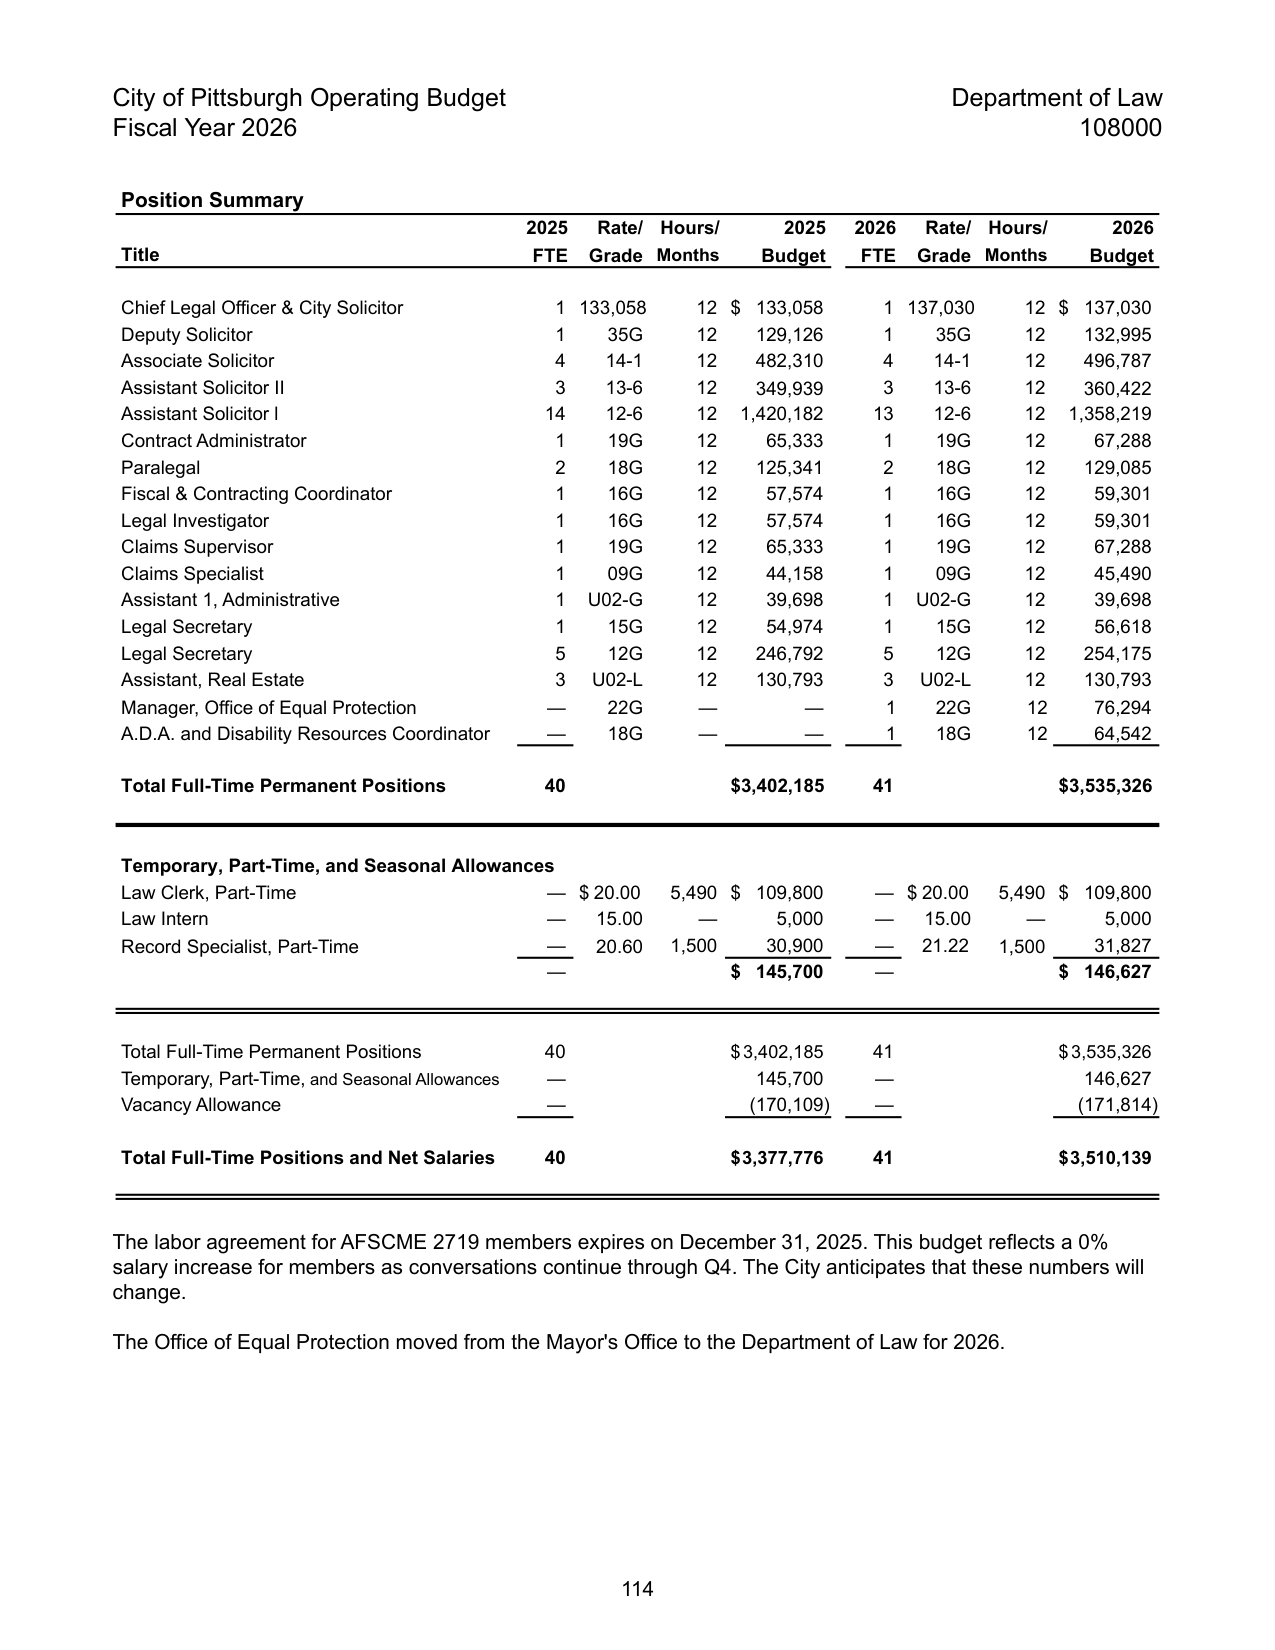 City of Pittsburgh Operating Budget Department of Law
Fiscal Year 2026 108000
Position Summary
2025 Rate/ Hours/ 2025 2026 Rate/ Hours/ 2026
Title FTE Grade Months Budget FTE Grade Months Budget
Chief Legal Officer & City Solicitor 1 133,058 12 $ 133,058 1 137,030 12 $ 137,030
Deputy Solicitor 1 35G 12 129,126 1 35G 12 132,995
Associate Solicitor 4 14-1 12 482,310 4 14-1 12 496,787
Assistant Solicitor II 3 13-6 12 349,939 3 13-6 12 360,422
Assistant Solicitor I 14 12-6 12 1,420,182 13 12-6 12 1,358,219
Contract Administrator 1 19G 12 65,333 1 19G 12 67,288
Paralegal 2 18G 12 125,341 2 18G 12 129,085
Fiscal & Contracting Coordinator 1 16G 12 57,574 1 16G 12 59,301
Legal Investigator 1 16G 12 57,574 1 16G 12 59,301
Claims Supervisor 1 19G 12 65,333 1 19G 12 67,288
Claims Specialist 1 09G 12 44,158 1 09G 12 45,490
Assistant 1, Administrative 1 U02-G 12 39,698 1 U02-G 12 39,698
Legal Secretary 1 15G 12 54,974 1 15G 12 56,618
Legal Secretary 5 12G 12 246,792 5 12G 12 254,175
Assistant, Real Estate 3 U02-L 12 130,793 3 U02-L 12 130,793
Manager, Office of Equal Protection — 22G — — 1 22G 12 76,294
A.D.A. and Disability Resources Coordinator — 18G — — 1 18G 12 64,542
Total Full-Time Permanent Positions 40 $3,402,185 41 $3,535,326
Temporary, Part-Time, and Seasonal Allowances
Law Clerk, Part-Time — $ 20.00 5,490 $ 109,800 — $ 20.00 5,490 $ 109,800
Law Intern — 15.00 — 5,000 — 15.00 — 5,000
Record Specialist, Part-Time — 20.60 1,500 30,900 — 21.22 1,500 31,827
— $ 145,700 — $ 146,627
Total Full-Time Permanent Positions 40 $3,402,185 41 $3,535,326
Temporary, Part-Time, and Seasonal Allowances — 145,700 — 146,627
Vacancy Allowance — (170,109) — (171,814)
Total Full-Time Positions and Net Salaries 40 $3,377,776 41 $3,510,139
The labor agreement for AFSCME 2719 members expires on December 31, 2025. This budget reflects a 0%
salary increase for members as conversations continue through Q4. The City anticipates that these numbers will
change.
The Office of Equal Protection moved from the Mayor's Office to the Department of Law for 2026.
114